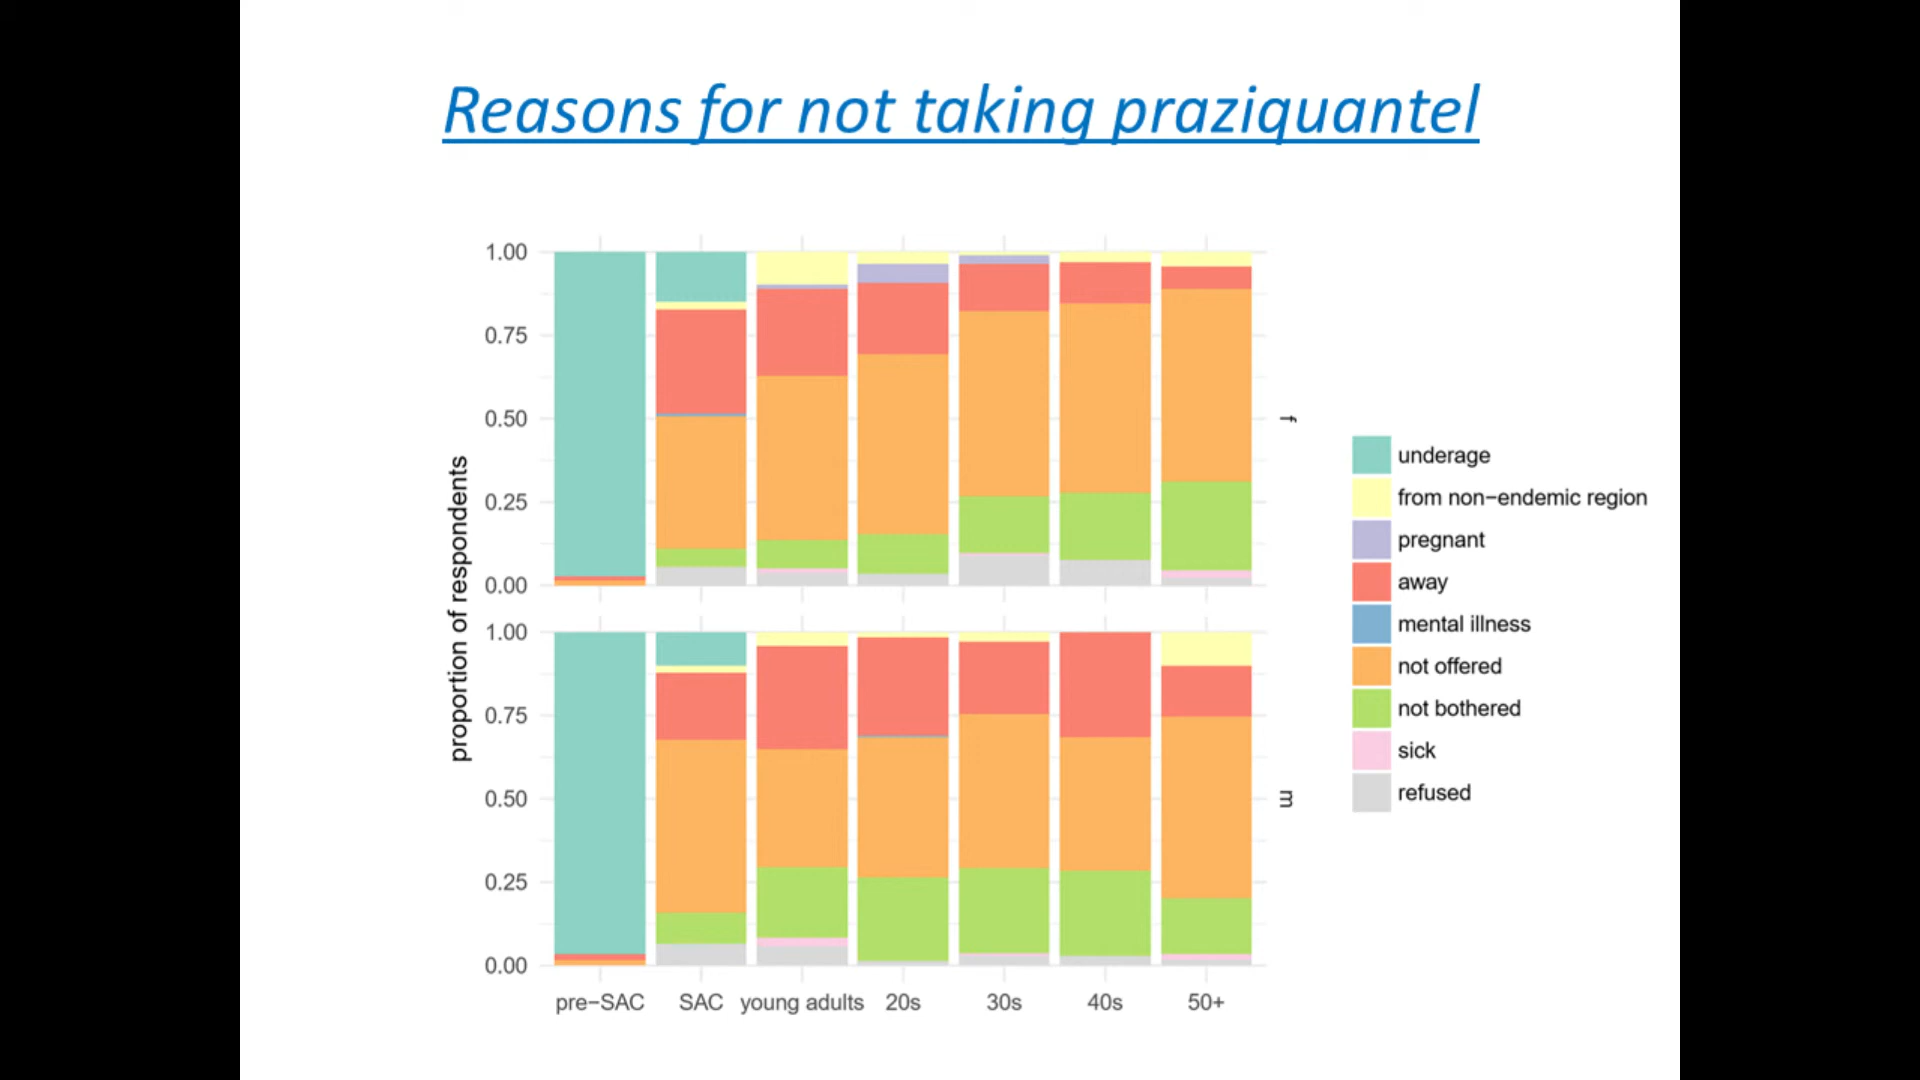 Reasons for not taking praziquantel
proportion of respondents
1.00
0.75
0.50
0.25
0.00
f
1.00
0.75
0.50
0.25
0.00
m
pre−SAC SAC young adults 20s 30s 40s 50+
underage
from non−endemic region
pregnant
away
mental illness
not offered
not bothered
sick
refused